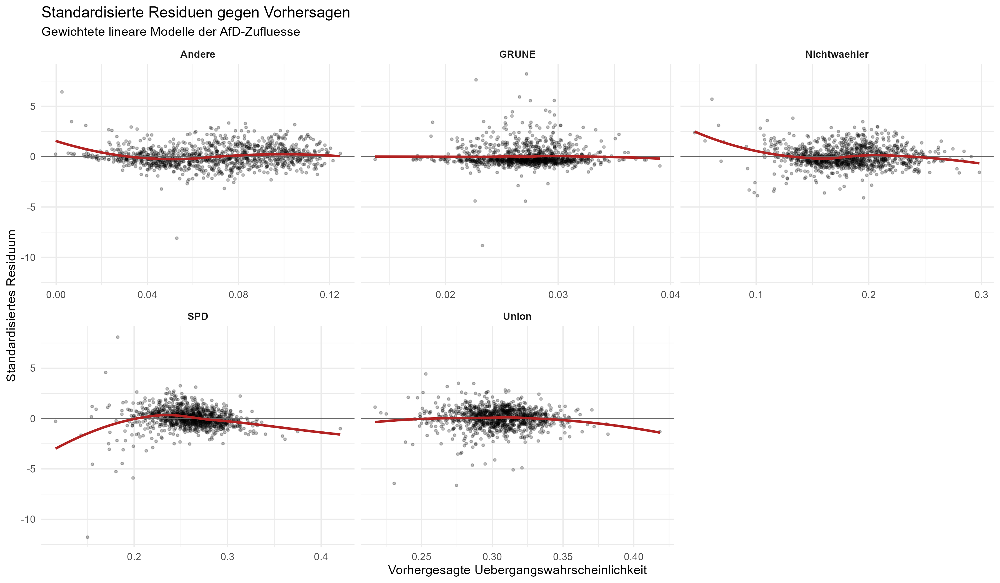 Standardisierte Residuen gegen Vorhersagen
Gewichtete lineare Modelle der AfD-Zufluesse
Andere
GRUNE
Nichtwaehler
5
0
-5
-10
0.00 0.04 0.08 0.12
0.02 0.03 0.04
0.1 0.2 0.3
Standardisiertes Residuum
SPD
Union
5
0
-5
-10
0.2 0.3 0.4
0.25 0.30 0.35 0.40
Vorhergesagte Uebergangswahrscheinlichkeit